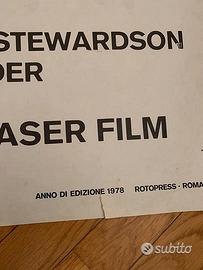 STEWARDSON
DER
ASER FILM
ANNO DI EDIZIONE 1978 ROTOPRESS - ROMA
subito